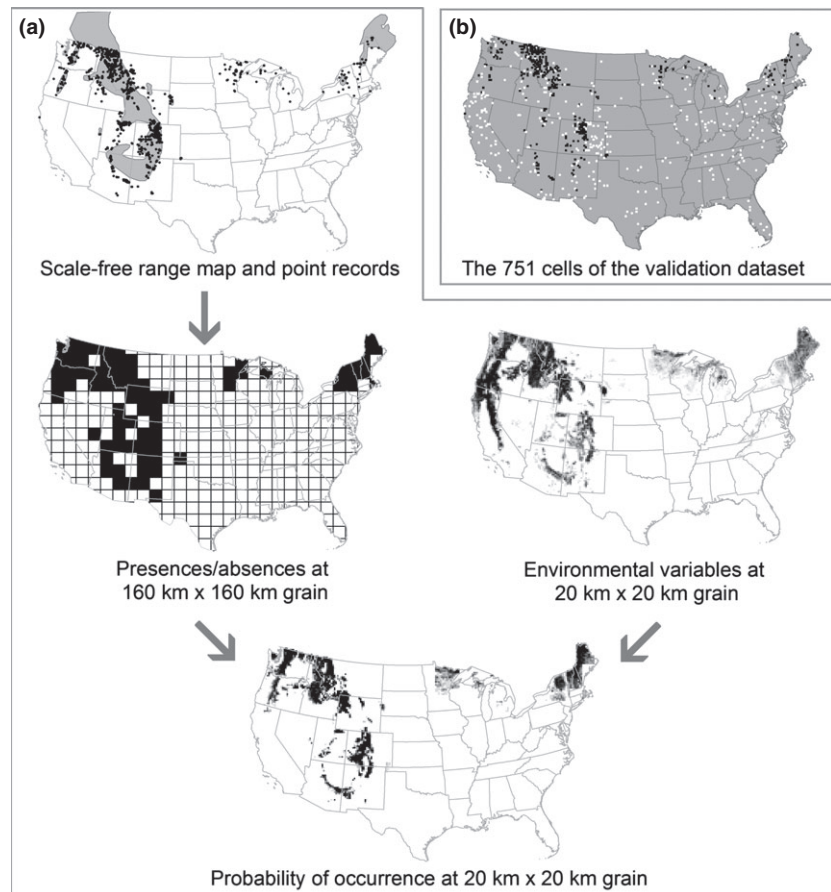 (a)
(b)
Scale-free range map and point records
The 751 cells of the validation dataset
Presences/absences at
160 km x 160 km grain
Environmental variables at
20 km x 20 km grain
Probability of occurrence at 20 km x 20 km grain